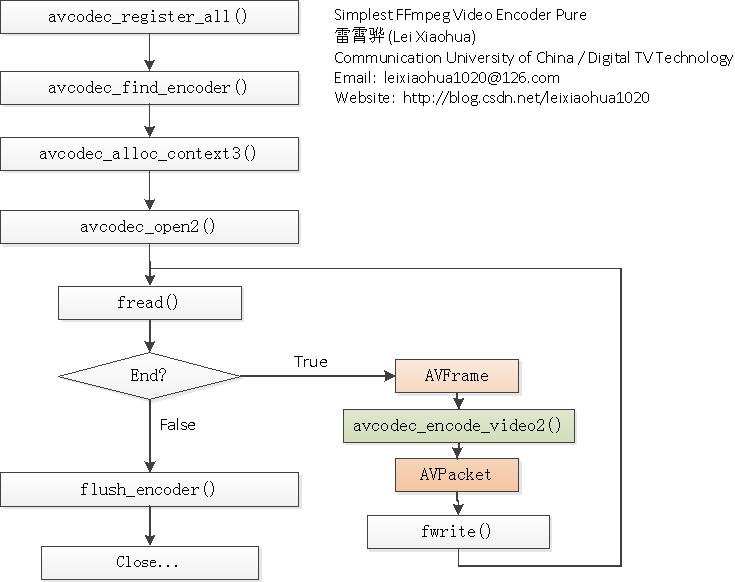 avcodec_register_all()
Simplest FFmpeg Video Encoder Pure
雷霄骅 (Lei Xiaohua)
Communication University of China / Digital TV Technology
Email: leixiaohua1020@126.com
Website: http://blog.csdn.net/leixiaohua1020
avcodec_find_encoder()
avcodec_alloc_context3()
avcodec_open2()
fread()
End?
True
False
AVFrame
avcodec_encode_video2()
AVPacket
fwrite()
flush_encoder()
Close...